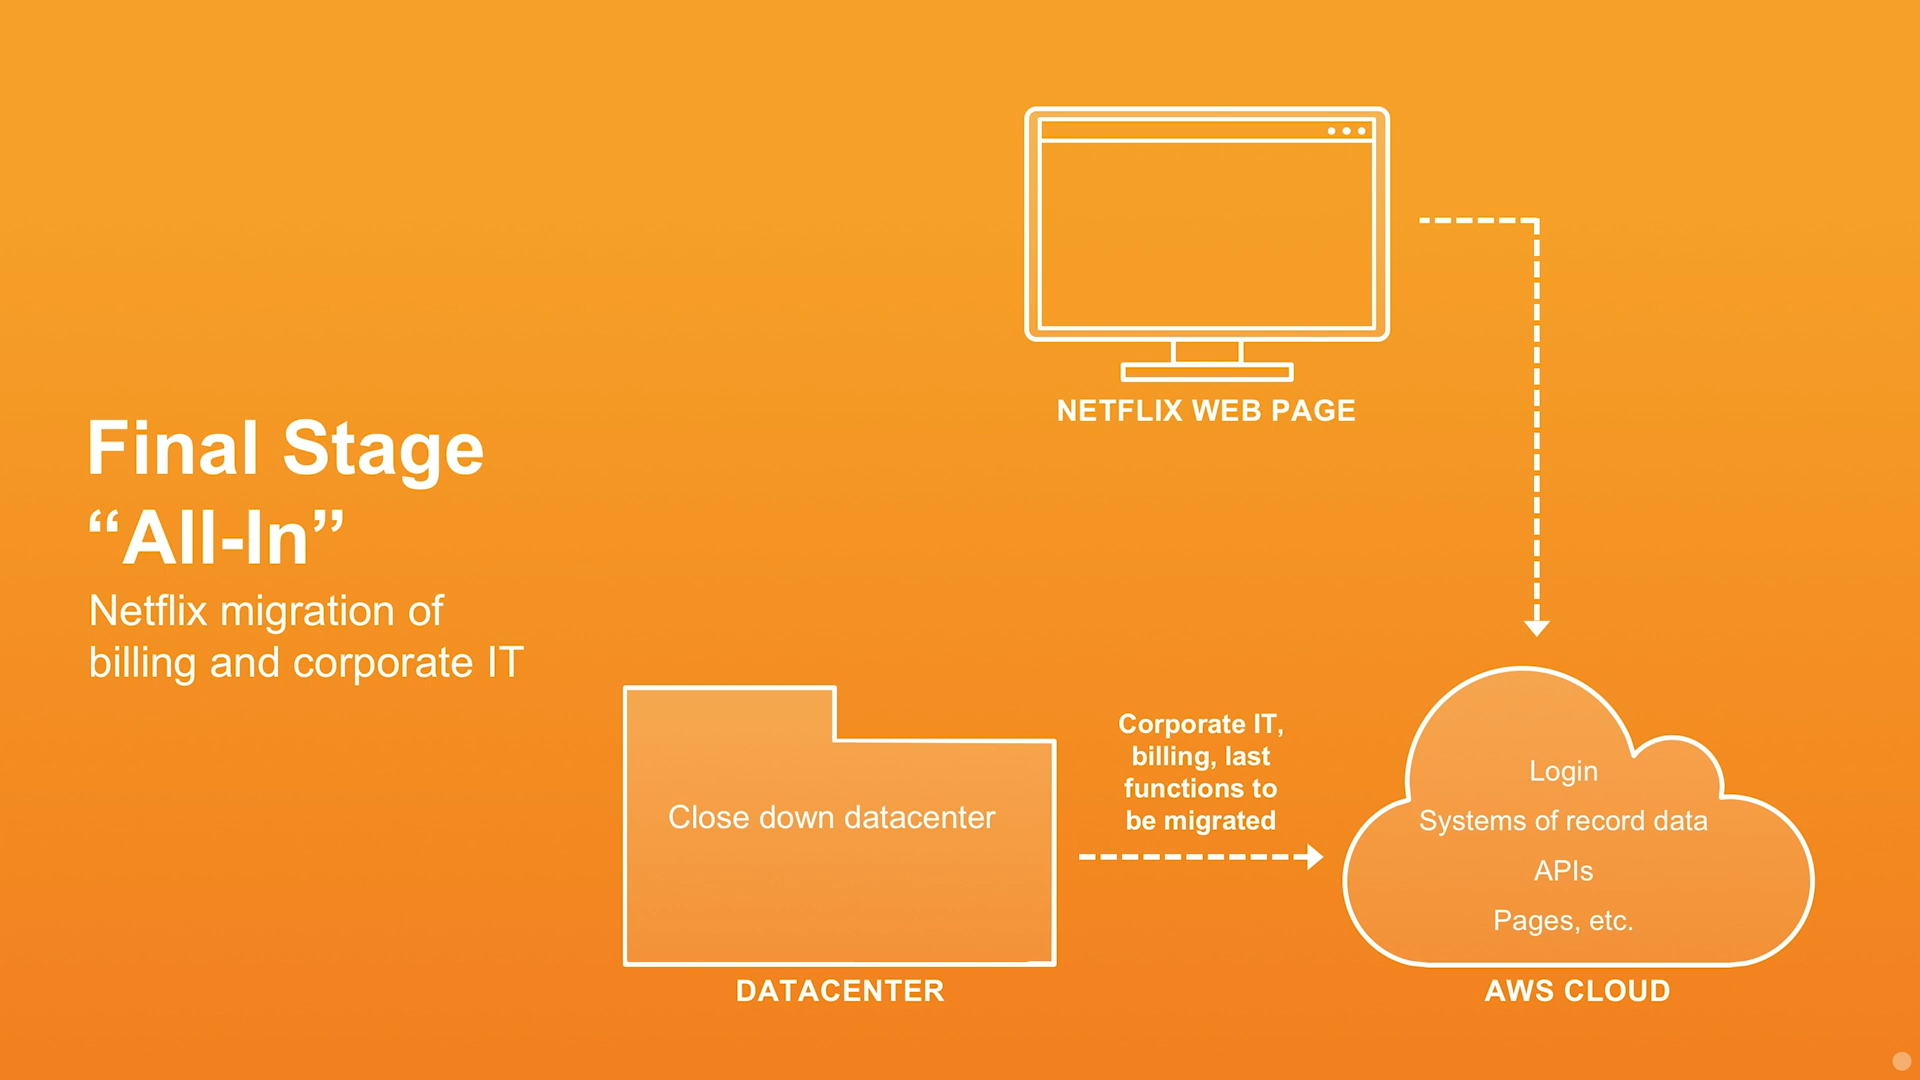 Final Stage
“All-In”
Netflix migration of
billing and corporate IT
NETFLIX WEB PAGE
Close down datacenter
DATACENTER
Corporate IT,
billing, last
functions to
be migrated
Login
Systems of record data
APIs
Pages, etc.
AWS CLOUD